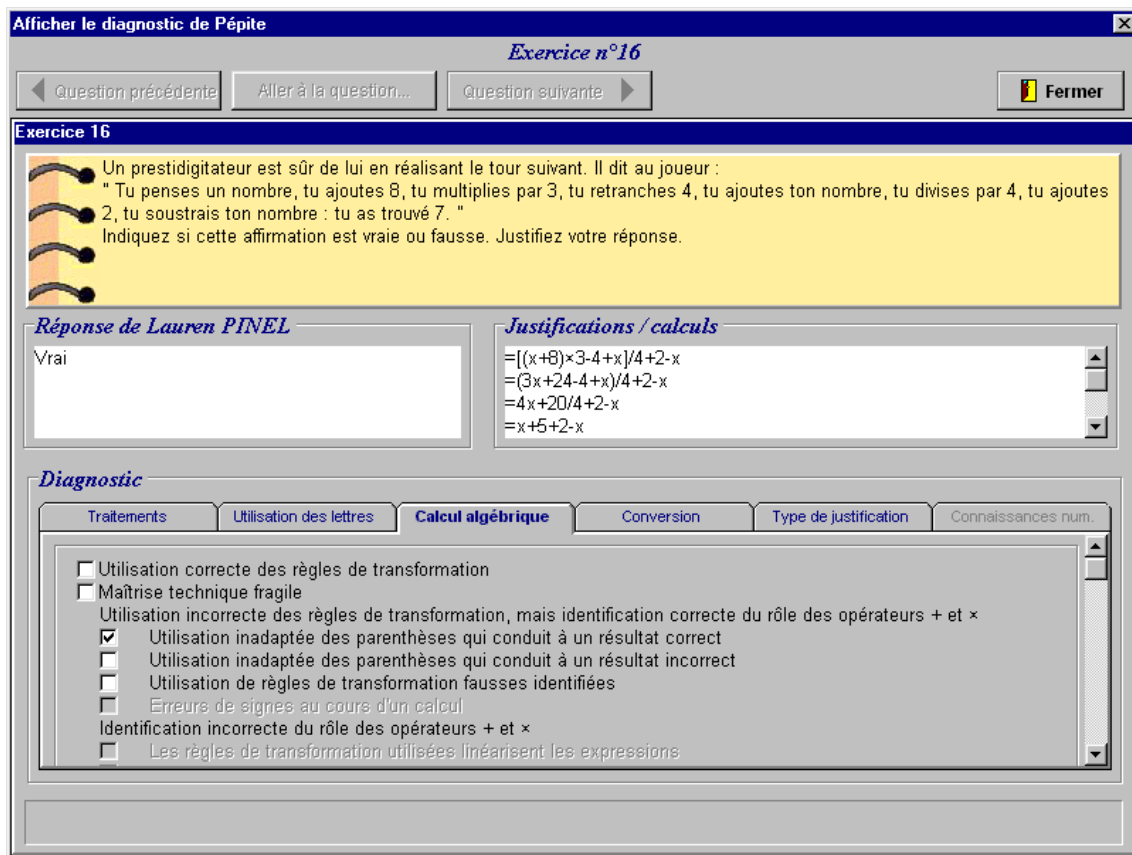 Afficher le diagnostic de Pépite
Exercice n°16
Question précédente
Aller à la question...
Question suivante
Fermer
Exercice 16
Un prestidigitateur est sûr de lui en réalisant le tour suivant. Il dit au joueur :
" Tu penses un nombre, tu ajoutes 8, tu multiplies par 3, tu retranches 4, tu ajoutes ton nombre, tu divises par 4, tu ajoutes
2, tu soustrais ton nombre : tu as trouvé 7. "
Indiquez si cette affirmation est vraie ou fausse. Justifiez votre réponse.
Réponse de Lauren PINEL
Vrai
Justifications / calculs
=[(x+8)×3-4+x]/4+2-x
=(3x+24-4+x)/4+2-x
=4x+20/4+2-x
=x+5+2-x
Diagnostic
Traitements
Utilisation des lettres
Calcul algébrique
Conversion
Type de justification
Connaissances num.
Utilisation correcte des règles de transformation
Maîtrise technique fragile
Utilisation incorrecte des règles de transformation, mais identification correcte du rôle des opérateurs + et ×
Utilisation inadaptée des parenthèses qui conduit à un résultat correct
Utilisation inadaptée des parenthèses qui conduit à un résultat incorrect
Utilisation de règles de transformation fausses identifiées
Erreurs de signes au cours d'un calcul
Identification incorrecte du rôle des opérateurs + et ×
Les règles de transformation utilisées linéarisent les expressions